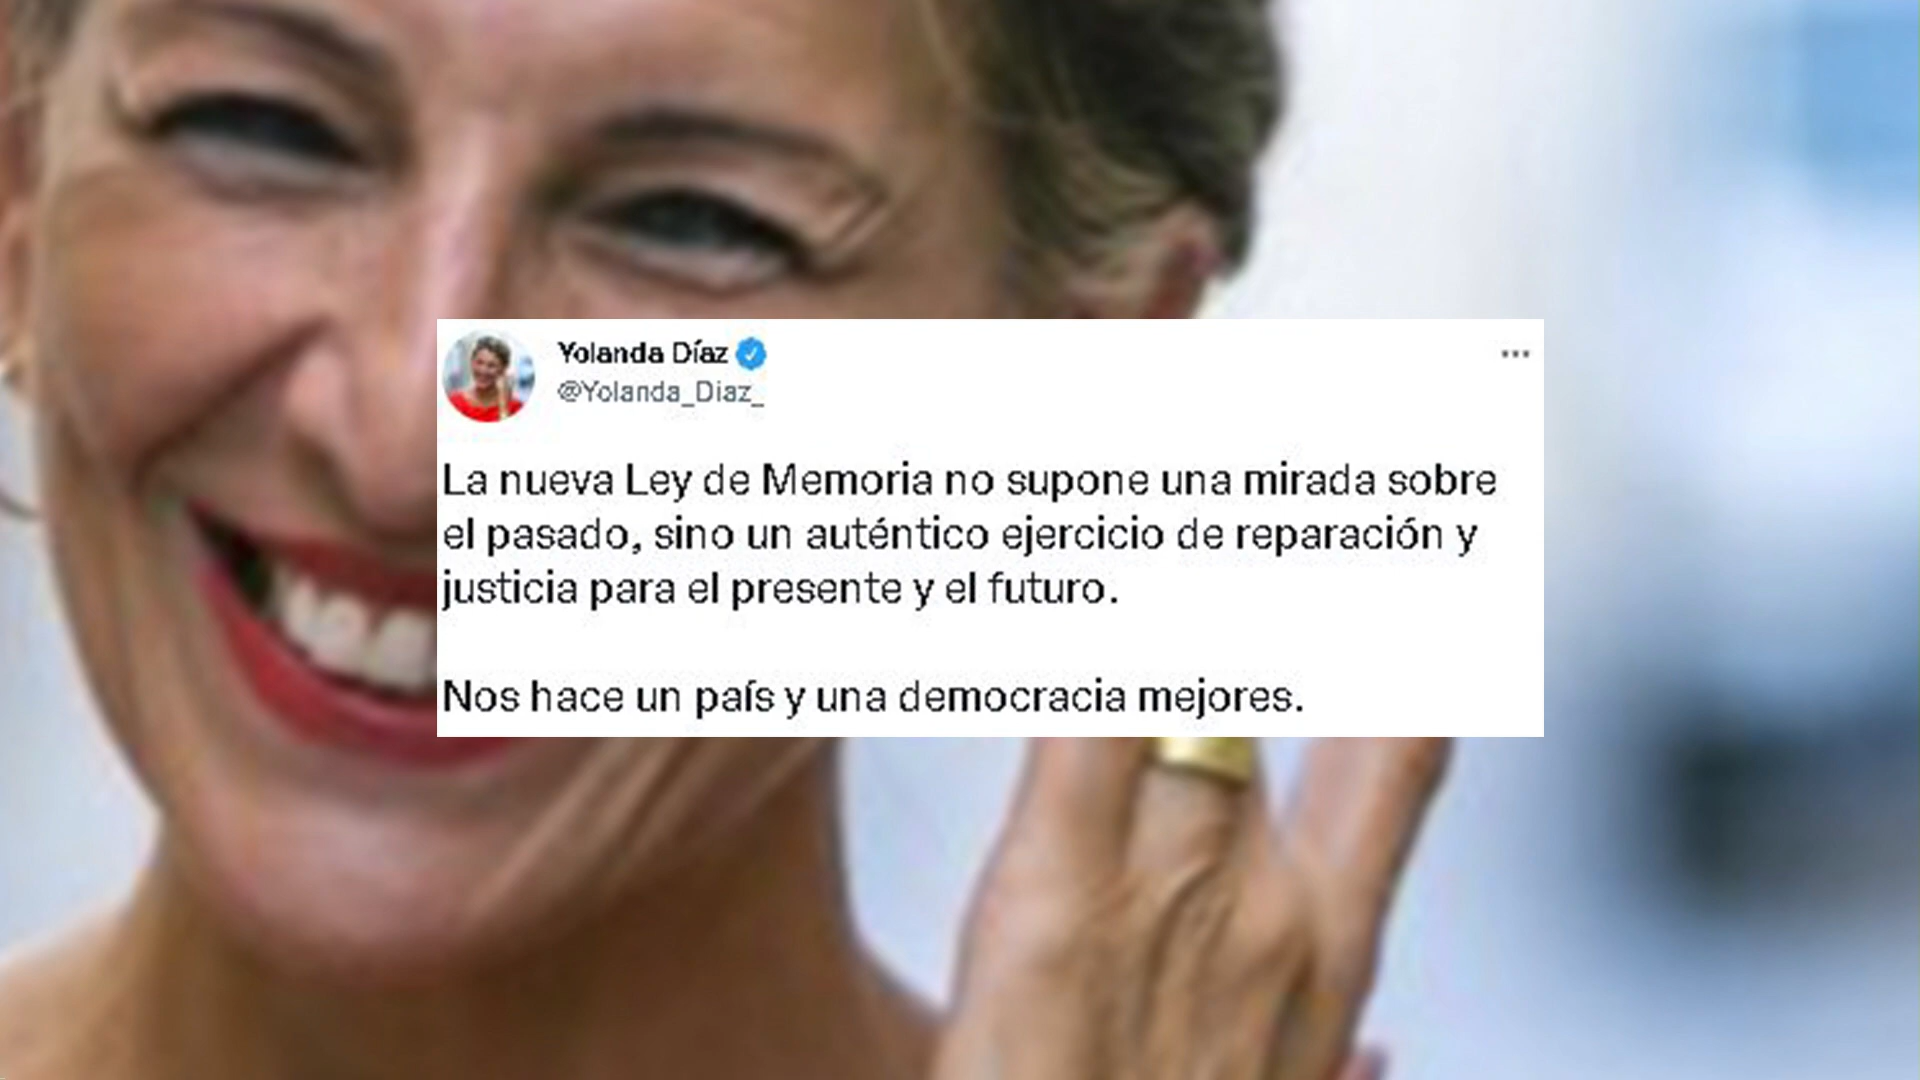 Yolanda Díaz
@Yolanda_Diaz_
La nueva Ley de Memoria no supone una mirada sobre
el pasado, sino un auténtico ejercicio de reparación y
justicia para el presente y el futuro.
Nos hace un país y una democracia mejores.